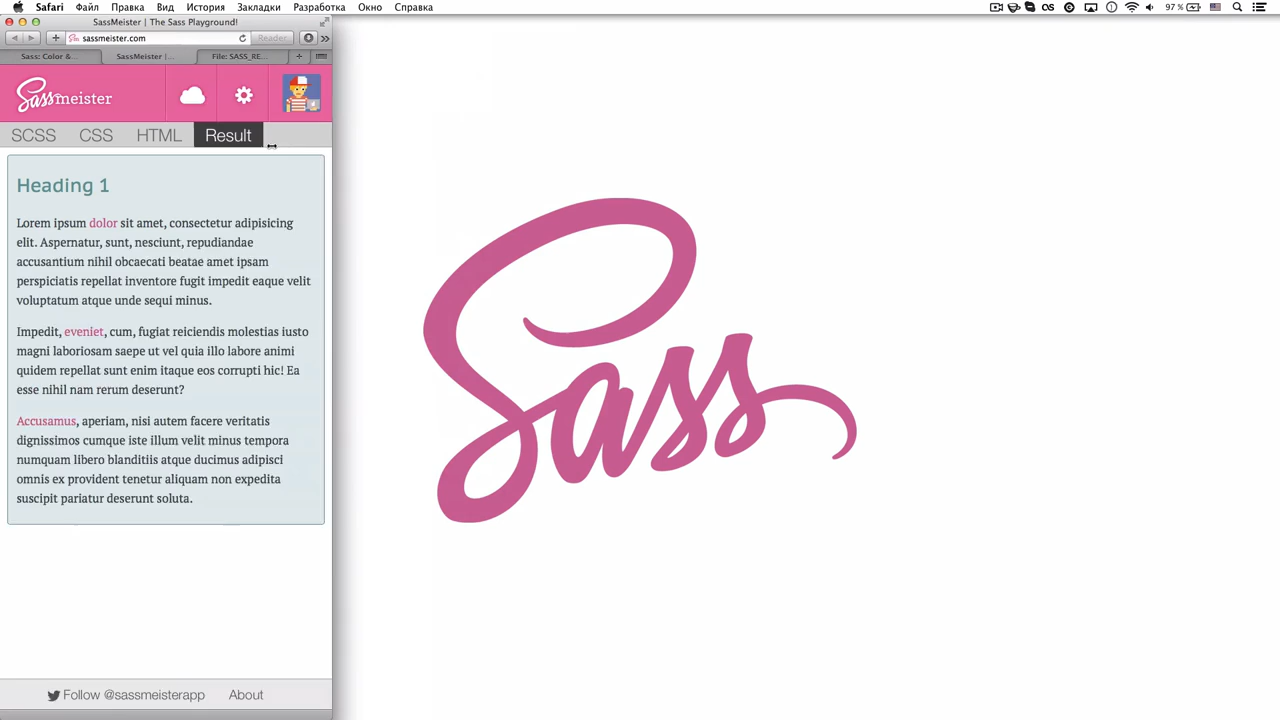 Safari Файл Правка Вид История Закладки Разработка Окно Справка 97 %
SassMeister | The Sass Playground!
sassmeister.com Reader
Sass: Color &... SassMeister |... File: SASS_RE...
Sassmeister
SCSS CSS HTML Result
Heading 1
Lorem ipsum dolor sit amet, consectetur adipisicing
elit. Aspernatur, sunt, nesciunt, repudiandae
accusantium nihil obcaecati beatae amet ipsam
perspiciatis repellat inventore fugit impedit eaque velit
voluptatum atque unde sequi minus.
Impedit, eveniet, cum, fugiat reiciendis molestias iusto
magni laboriosam saepe ut vel quia illo labore animi
quidem repellat sunt enim itaque eos corrupti hic! Ea
esse nihil nam rerum deserunt?
Accusamus, aperiam, nisi autem facere veritatis
dignissimos cumque iste illum velit minus tempora
numquam libero blanditiis atque ducimus adipisci
omnis ex provident tenetur aliquam non expedita
suscipit pariatur deserunt soluta.
Follow @sassmeisterapp About
Sass